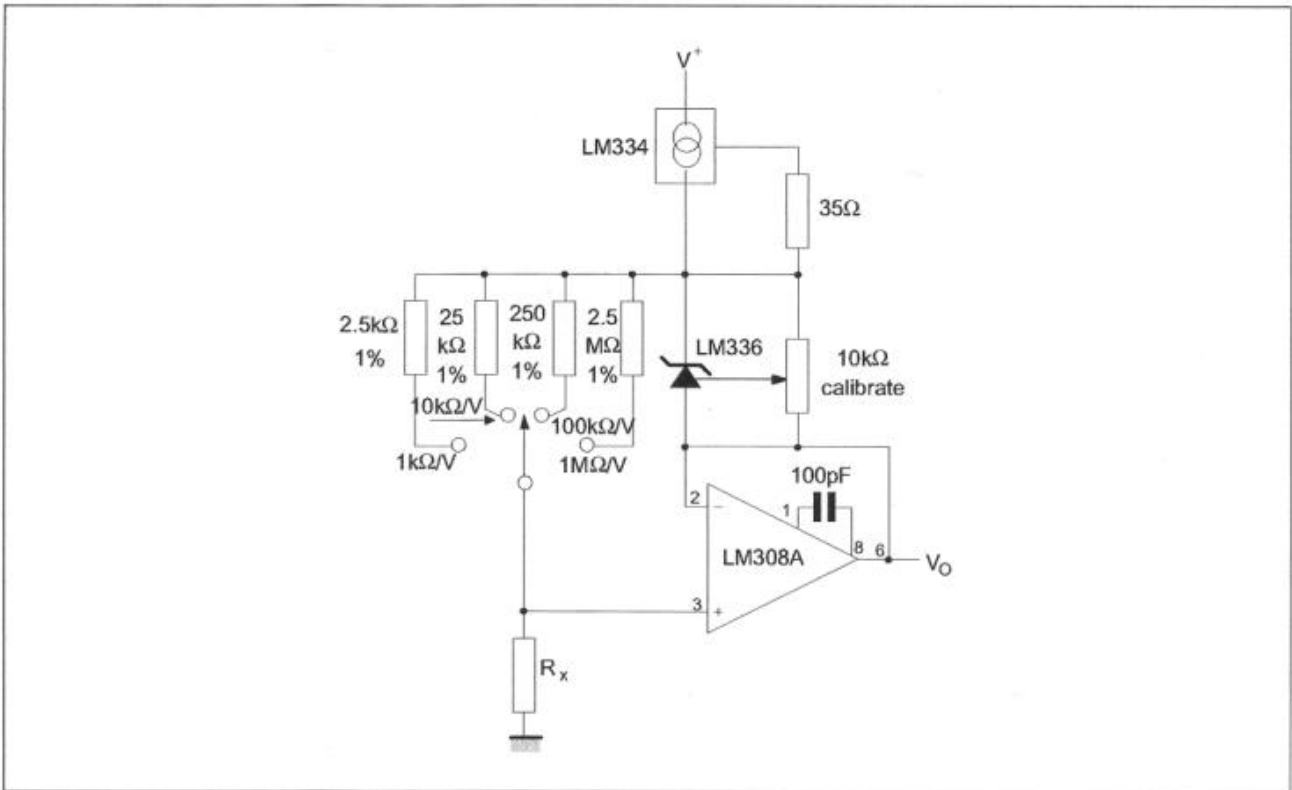 V+
LM334
35Ω
2.5kΩ
1%
25
kΩ
1%
250
kΩ
1%
2.5
MΩ
1%
LM336
10kΩ
calibrate
10kΩ/V
100kΩ/V
1kΩ/V
1MΩ/V
100pF
2
−
1
8
6
LM308A
VO
3
+
Rx